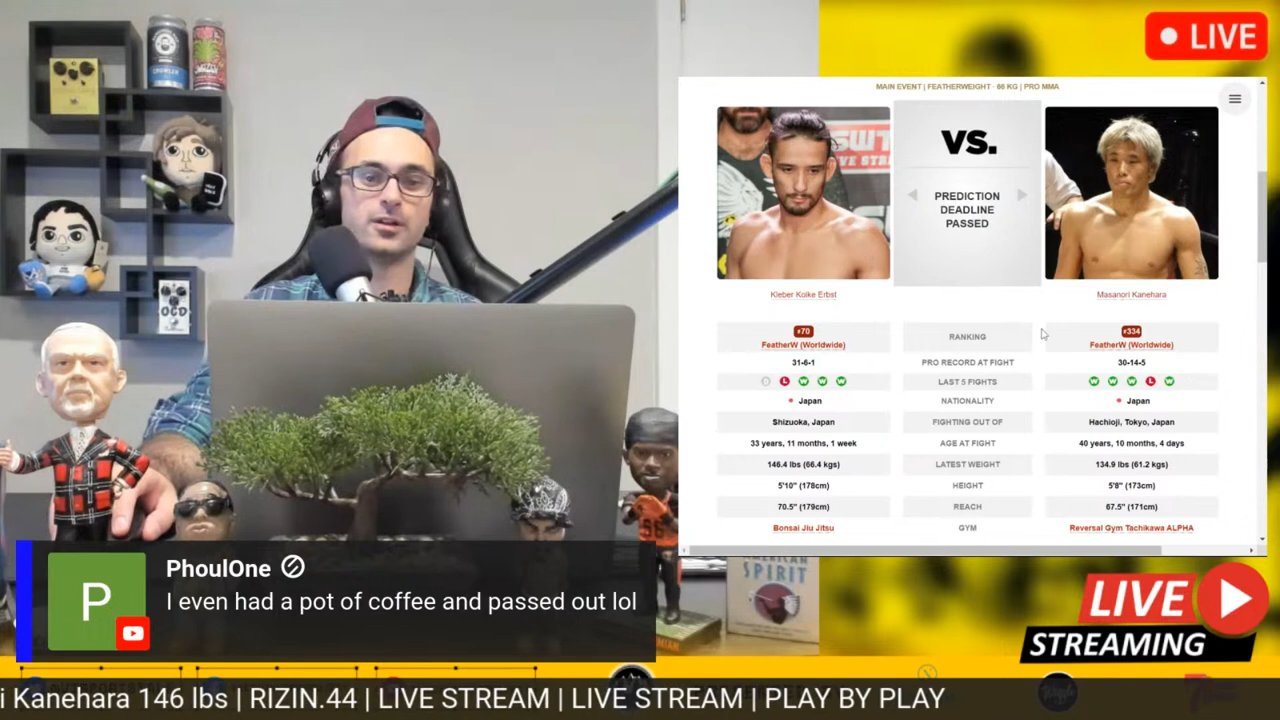 LIVE
MAIN EVENT | FEATHERWEIGHT · 66 KG | PRO MMA
VS.
PREDICTION
DEADLINE
PASSED
Kleber Koike Erbst
Masanori Kanehara
#70
RANKING
#334
FeatherW (Worldwide)
FeatherW (Worldwide)
31-6-1
PRO RECORD AT FIGHT
30-14-5
L W W W
LAST 5 FIGHTS
W W W L W
Japan
NATIONALITY
Japan
Shizuoka, Japan
FIGHTING OUT OF
Hachioji, Tokyo, Japan
33 years, 11 months, 1 week
AGE AT FIGHT
40 years, 10 months, 4 days
146.4 lbs (66.4 kgs)
LATEST WEIGHT
134.9 lbs (61.2 kgs)
5'10" (178cm)
HEIGHT
5'8" (173cm)
70.5" (179cm)
REACH
67.5" (171cm)
Bonsai Jiu Jitsu
GYM
Reversal Gym Tachikawa ALPHA
OCD
PhoulOne
P
I even had a pot of coffee and passed out lol
SPIRIT
LIVE
STREAMING
i Kanehara 146 lbs | RIZIN.44 | LIVE STREAM | LIVE STREAM | PLAY BY PLAY